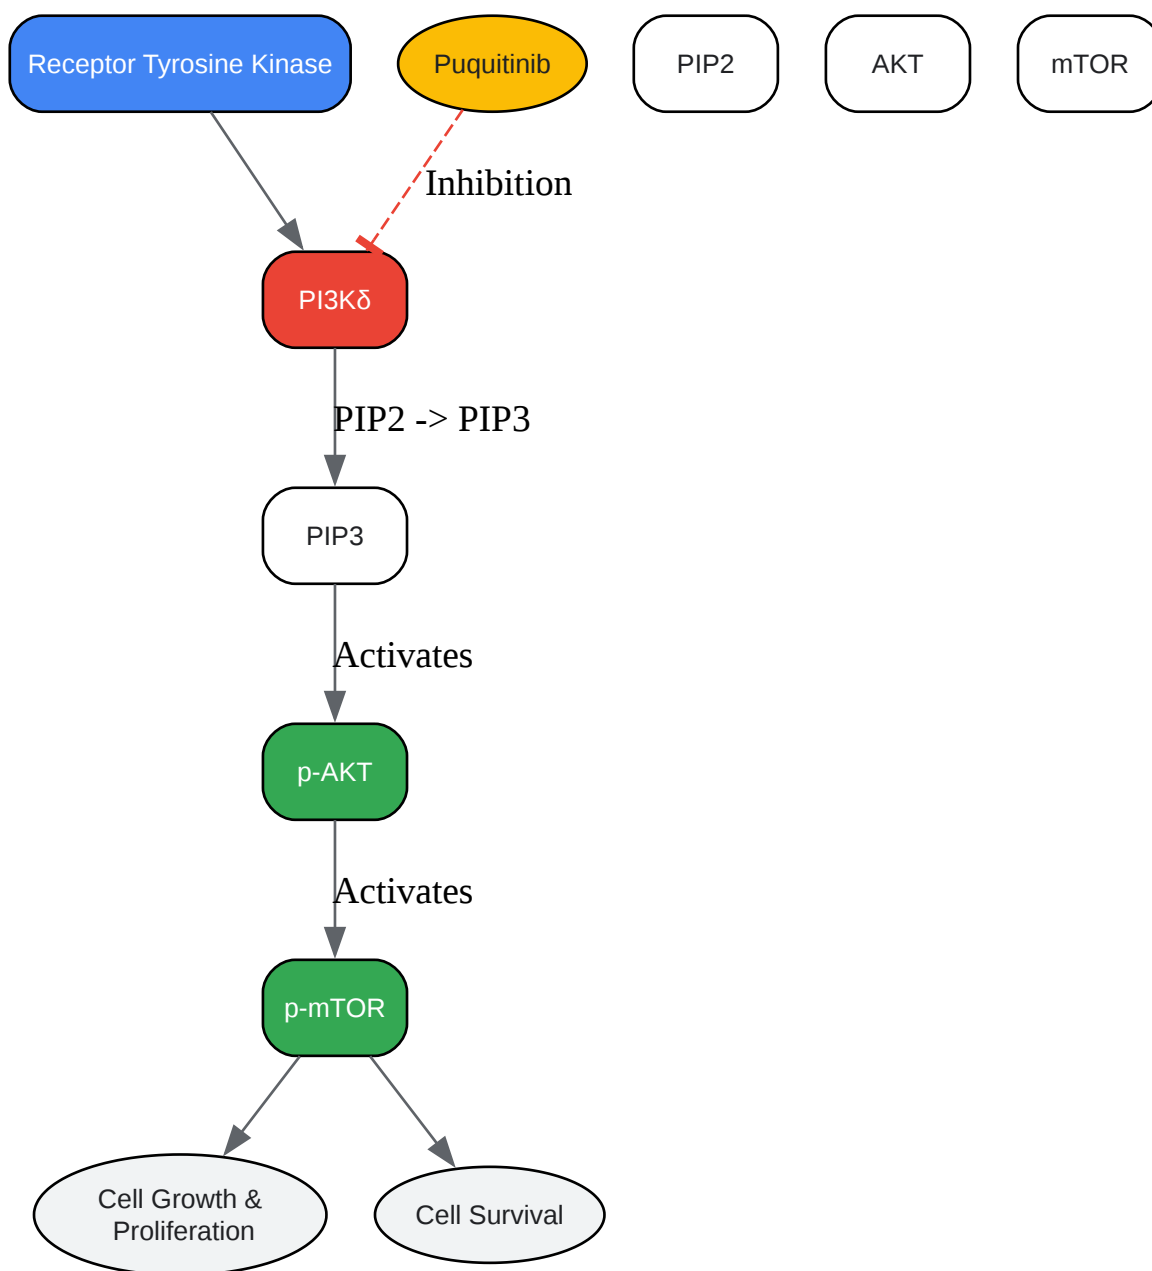 Receptor Tyrosine Kinase
Puquitinib
PIP2
AKT
mTOR
Inhibition
PI3Kδ
PIP2 -> PIP3
PIP3
Activates
p-AKT
Activates
p-mTOR
Cell Growth &
Proliferation
Cell Survival